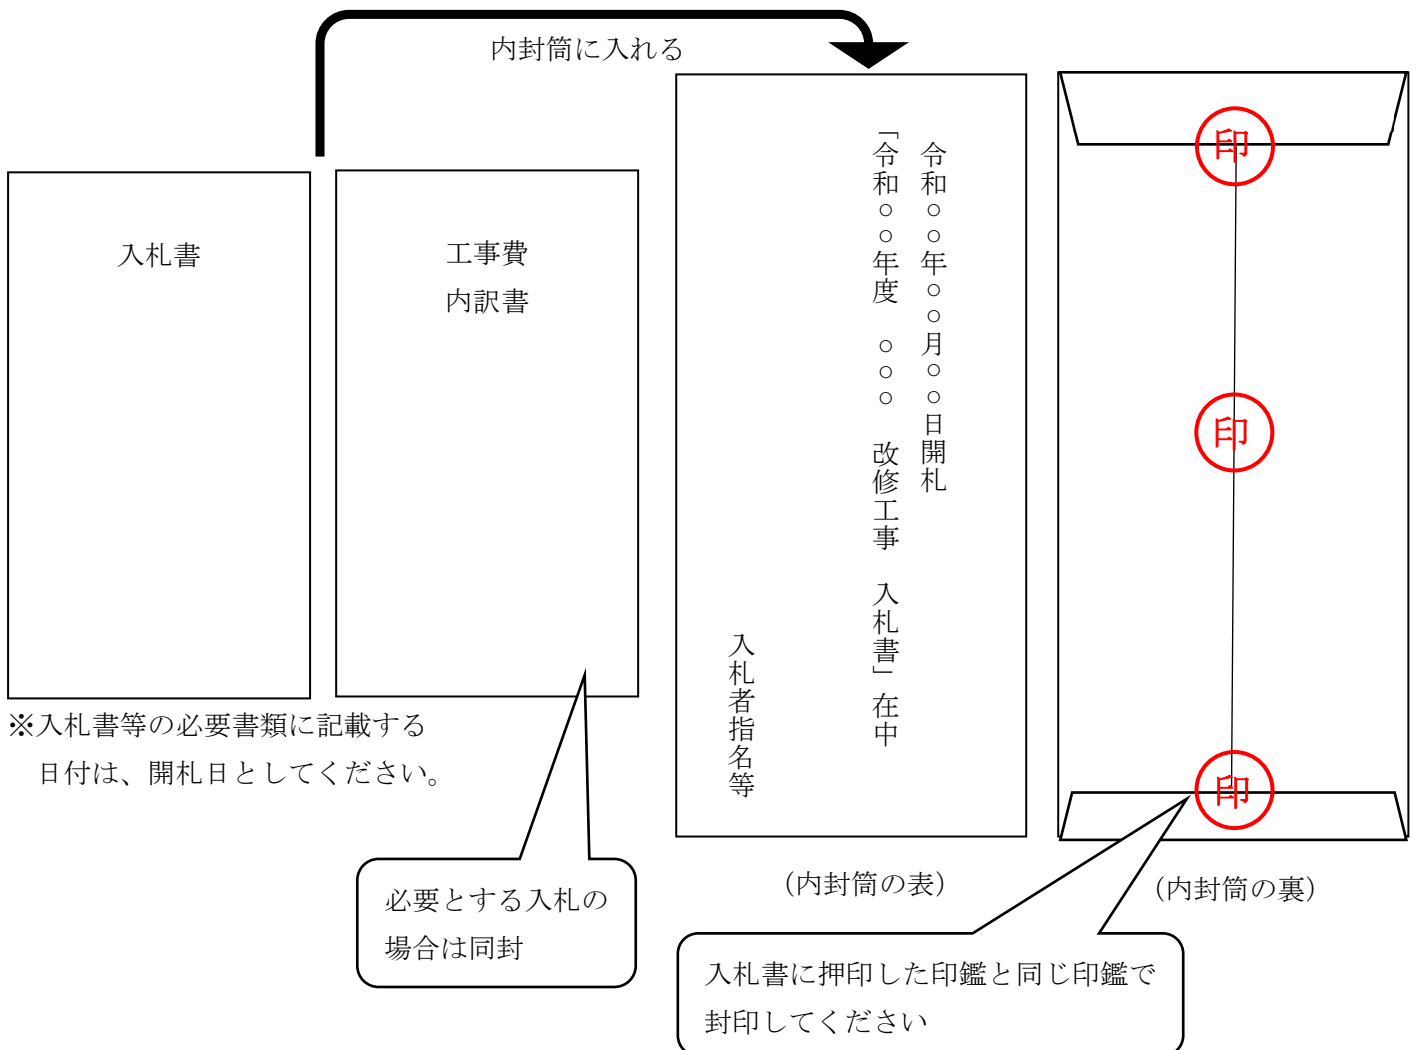 内封筒に入れる
入札書
工事費
内訳書
※入札書等の必要書類に記載する
日付は、開札日としてください。
必要とする入札の
場合は同封
令和○○年○○月○○日開札
「令和○○年度　○○○　改修工事　入札書」在中
入札者指名等
（内封筒の表）
印
印
印
（内封筒の裏）
入札書に押印した印鑑と同じ印鑑で
封印してください